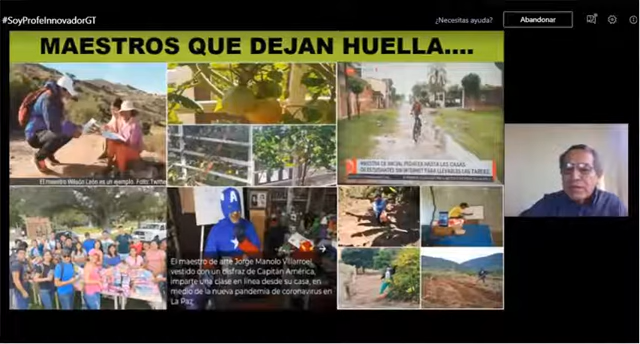 #SoyProfeInnovadorGT
¿Necesitas ayuda?
Abandonar
MAESTROS QUE DEJAN HUELLA....
El maestro Wilson León es un ejemplo. Foto: Twitter
MAESTRA DE INICIAL PEDALEA HASTA LAS CASAS
DE ESTUDIANTES SIN INTERNET PARA LLEVARLES LAS TAREAS
A
El maestro de arte Jorge Manolo Villarroel,
vestido con un disfraz de Capitán América,
imparte una clase en línea desde su casa, en
medio de la nueva pandemia de coronavirus en
La Paz